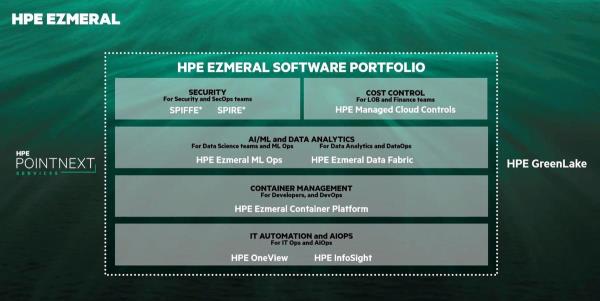 HPE EZMERAL
HPE EZMERAL SOFTWARE PORTFOLIO
SECURITY
For Security and SecOps teams
SPIFFE* SPIRE*
COST CONTROL
For LOB and Finance teams
HPE Managed Cloud Controls
AI/ML and DATA ANALYTICS
For Data Science teams and ML Ops For Data Analytics and DataOps
HPE Ezmeral ML Ops HPE Ezmeral Data Fabric
CONTAINER MANAGEMENT
For Developers, and DevOps
HPE Ezmeral Container Platform
IT AUTOMATION and AIOPS
For IT Ops and AIOps
HPE OneView HPE InfoSight
HPE
POINTNEXT
SERVICES
HPE GreenLake